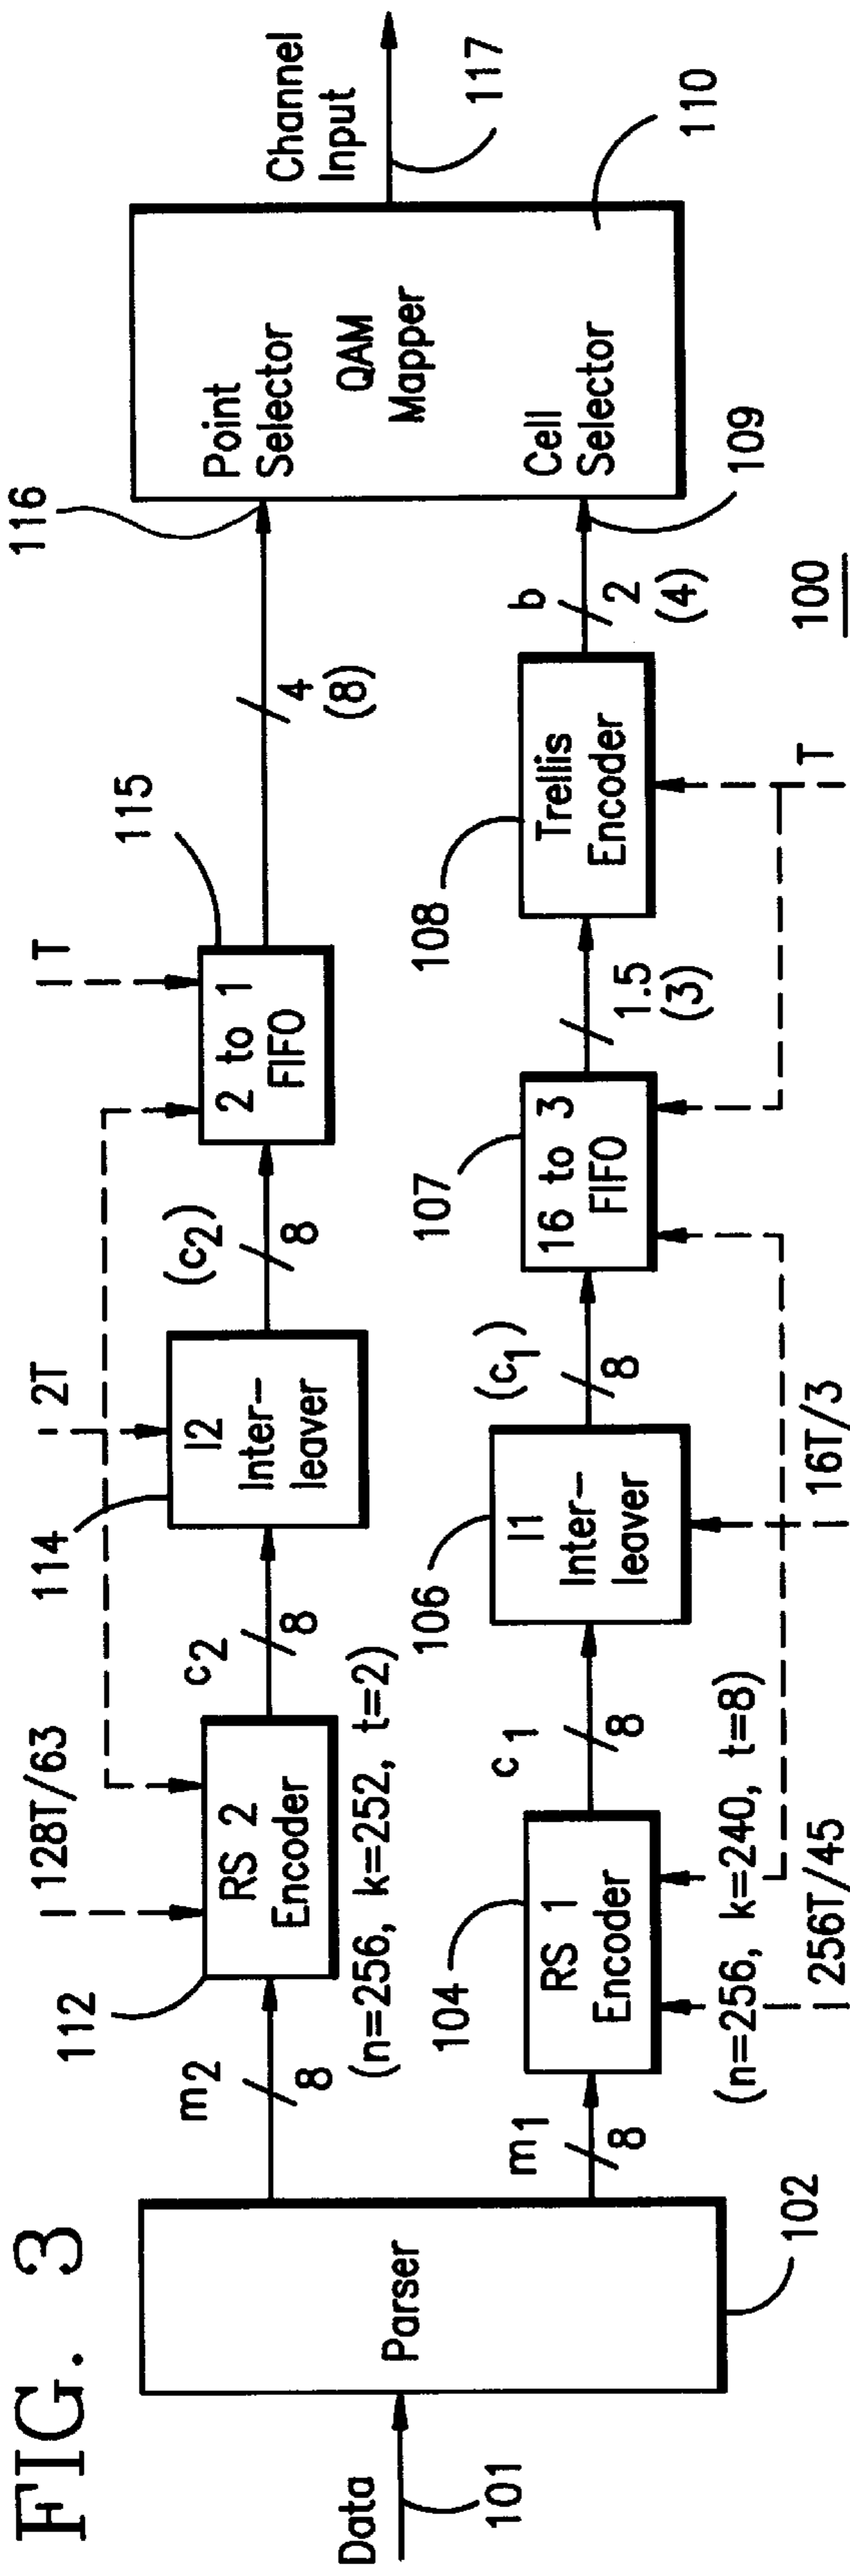 FIG. 3
Data
101
Parser
102
m2
8
112
128T/63
RS 2
Encoder
(n=256, k=252, t=2)
c2
8
114
2T
I2
Inter–
leaver
(c2)
8
115
T
2 to 1
FIFO
4
(8)
116
m1
8
104
RS 1
Encoder
(n=256, k=240, t=8)
256T/45
c1
8
106
I1
Inter–
leaver
16T/3
(c1)
8
107
16 to 3
FIFO
1.5
(3)
108
Trellis
Encoder
T
b
2
(4)
109
Point
Selector
QAM
Mapper
Cell
Selector
110
Channel
Input
117
100